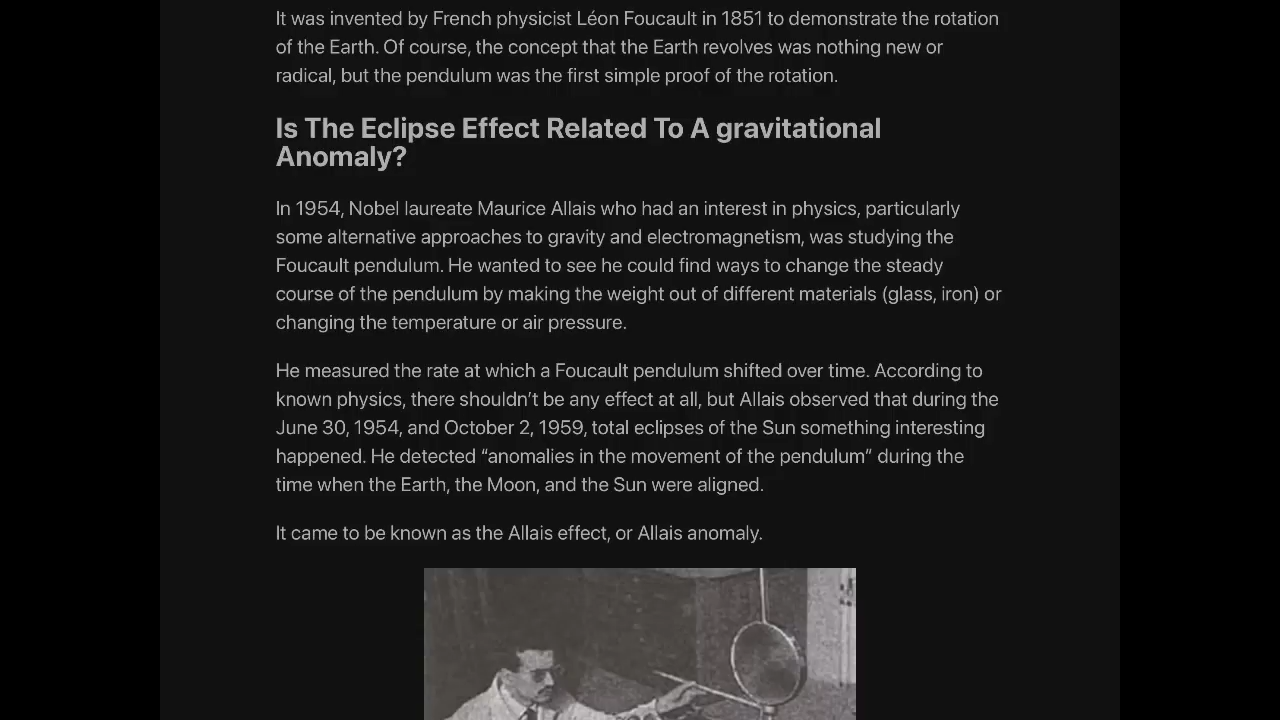 It was invented by French physicist Léon Foucault in 1851 to demonstrate the rotation
of the Earth. Of course, the concept that the Earth revolves was nothing new or
radical, but the pendulum was the first simple proof of the rotation.
Is The Eclipse Effect Related To A gravitational
Anomaly?
In 1954, Nobel laureate Maurice Allais who had an interest in physics, particularly
some alternative approaches to gravity and electromagnetism, was studying the
Foucault pendulum. He wanted to see he could find ways to change the steady
course of the pendulum by making the weight out of different materials (glass, iron) or
changing the temperature or air pressure.
He measured the rate at which a Foucault pendulum shifted over time. According to
known physics, there shouldn’t be any effect at all, but Allais observed that during the
June 30, 1954, and October 2, 1959, total eclipses of the Sun something interesting
happened. He detected “anomalies in the movement of the pendulum” during the
time when the Earth, the Moon, and the Sun were aligned.
It came to be known as the Allais effect, or Allais anomaly.